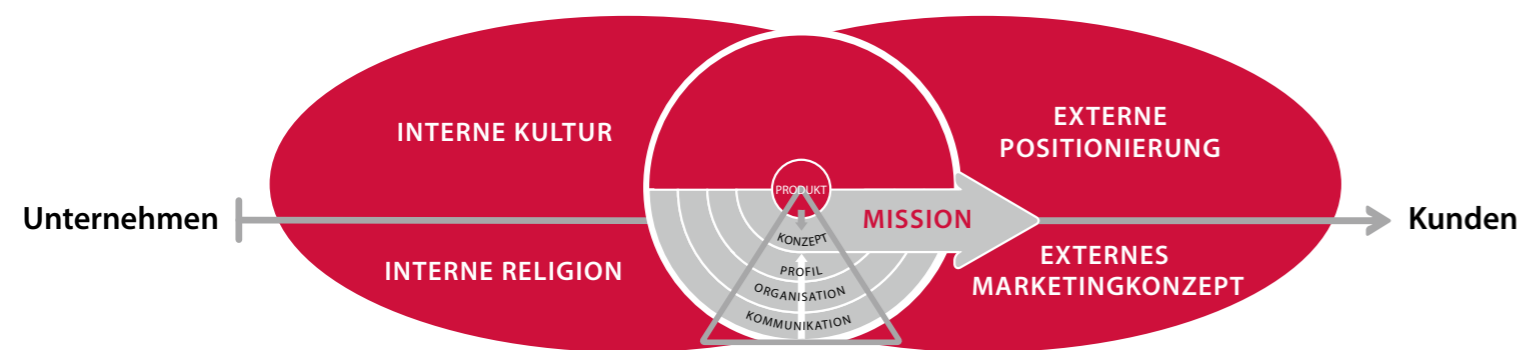 INTERNE KULTUR
EXTERNE
POSITIONIERUNG
PRODUKT
Unternehmen
MISSION
Kunden
KONZEPT
INTERNE RELIGION
PROFIL
EXTERNES
MARKETINGKONZEPT
ORGANISATION
KOMMUNIKATION